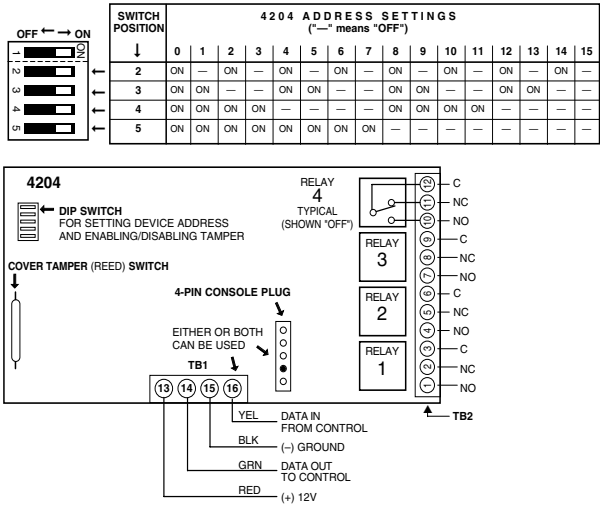 OFF ← → ON
ON
1
2
3
4
5
SWITCH POSITION ↓
4204 ADDRESS SETTINGS
("—" means "OFF")
0 1 2 3 4 5 6 7 8 9 10 11 12 13 14 15
2 ON — ON — ON — ON — ON — ON — ON — ON —
3 ON ON — — ON ON — — ON ON — — ON ON — —
4 ON ON ON ON — — — — ON ON ON ON — — — —
5 ON ON ON ON ON ON ON ON — — — — — — — —
4204
DIP SWITCH
FOR SETTING DEVICE ADDRESS
AND ENABLING/DISABLING TAMPER
COVER TAMPER (REED) SWITCH
4-PIN CONSOLE PLUG
EITHER OR BOTH
CAN BE USED
TB1
13 14 15 16
RELAY
4
TYPICAL
(SHOWN "OFF")
RELAY
3
RELAY
2
RELAY
1
12 C
11 NC
10 NO
9 C
8 NC
7 NO
6 C
5 NC
4 NO
3 C
2 NC
1 NO
TB2
YEL DATA IN
FROM CONTROL
BLK (–) GROUND
GRN DATA OUT
TO CONTROL
RED (+) 12V